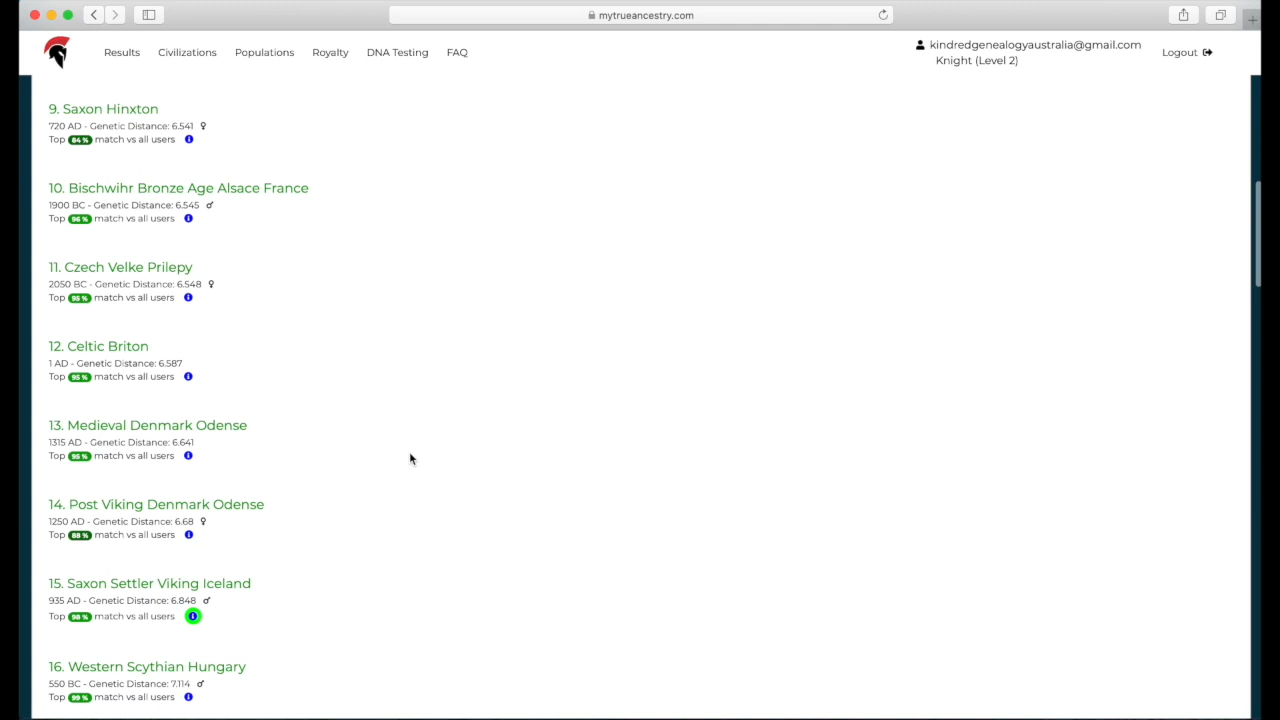 mytrueancestry.com
Results Civilizations Populations Royalty DNA Testing FAQ
kindredgenealogyaustralia@gmail.com
Knight (Level 2)
Logout
9. Saxon Hinxton
720 AD - Genetic Distance: 6.541 ♀
Top 84 % match vs all users
10. Bischwihr Bronze Age Alsace France
1900 BC - Genetic Distance: 6.545 ♂
Top 96 % match vs all users
11. Czech Velke Prilepy
2050 BC - Genetic Distance: 6.548 ♀
Top 95 % match vs all users
12. Celtic Briton
1 AD - Genetic Distance: 6.587
Top 95 % match vs all users
13. Medieval Denmark Odense
1315 AD - Genetic Distance: 6.641
Top 95 % match vs all users
14. Post Viking Denmark Odense
1250 AD - Genetic Distance: 6.68 ♀
Top 88 % match vs all users
15. Saxon Settler Viking Iceland
935 AD - Genetic Distance: 6.848 ♂
Top 98 % match vs all users
16. Western Scythian Hungary
550 BC - Genetic Distance: 7.114 ♂
Top 99 % match vs all users